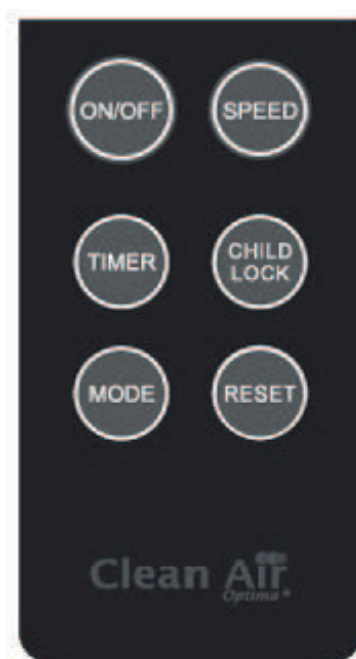 ON/OFF SPEED
TIMER CHILD LOCK
MODE RESET
Clean Air
Optima®